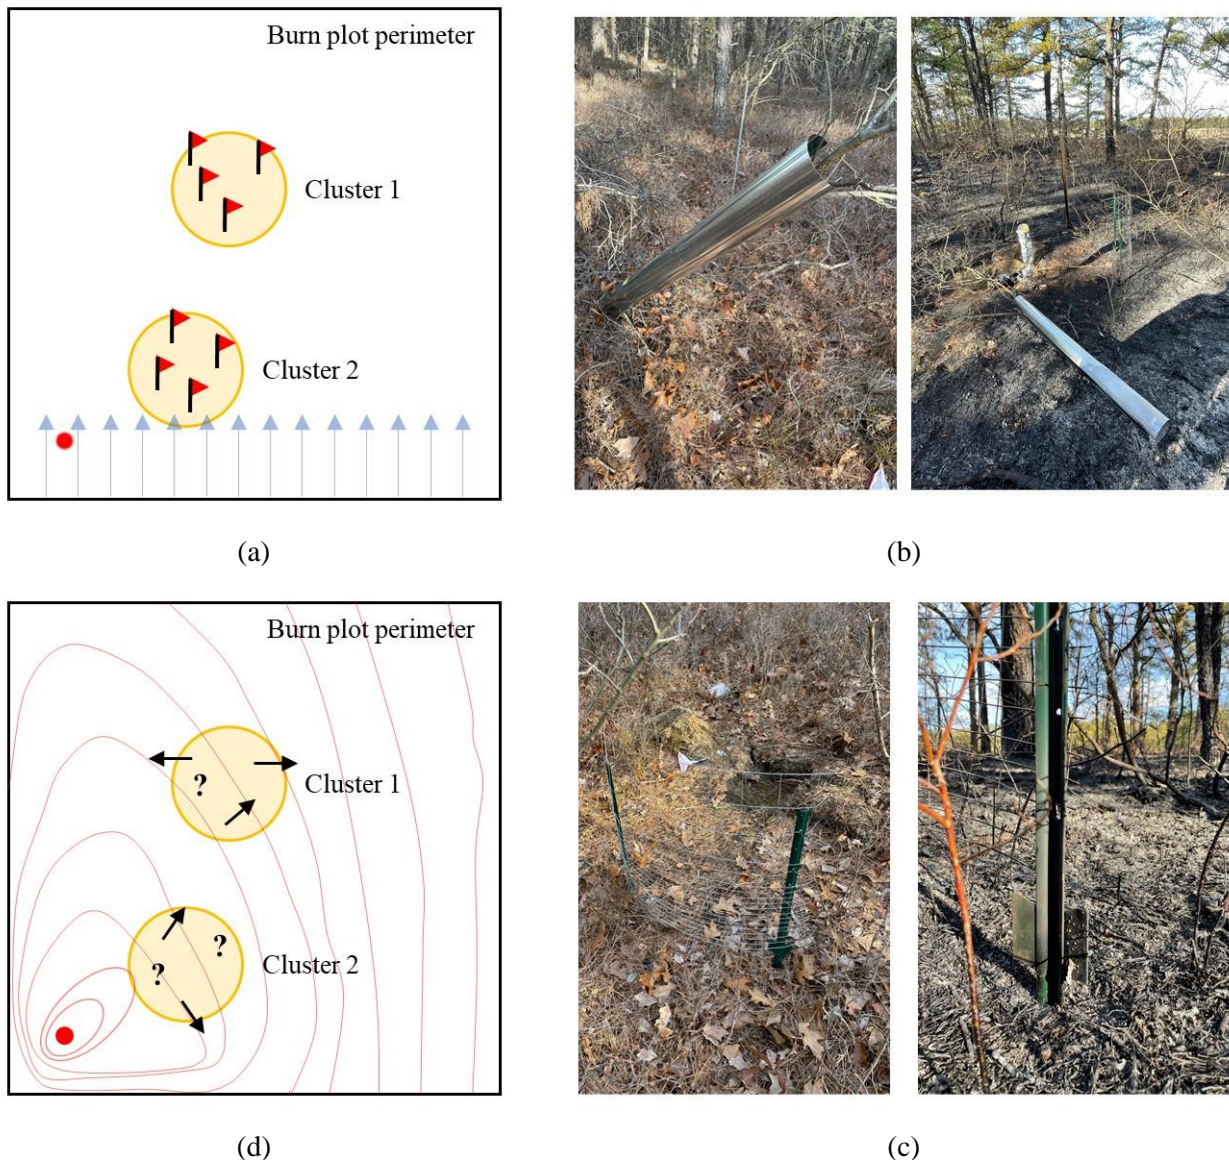 Burn plot perimeter
Cluster 1
Cluster 2
(a)
(b)
Burn plot perimeter
?
Cluster 1
?
?
Cluster 2
(d)
(c)